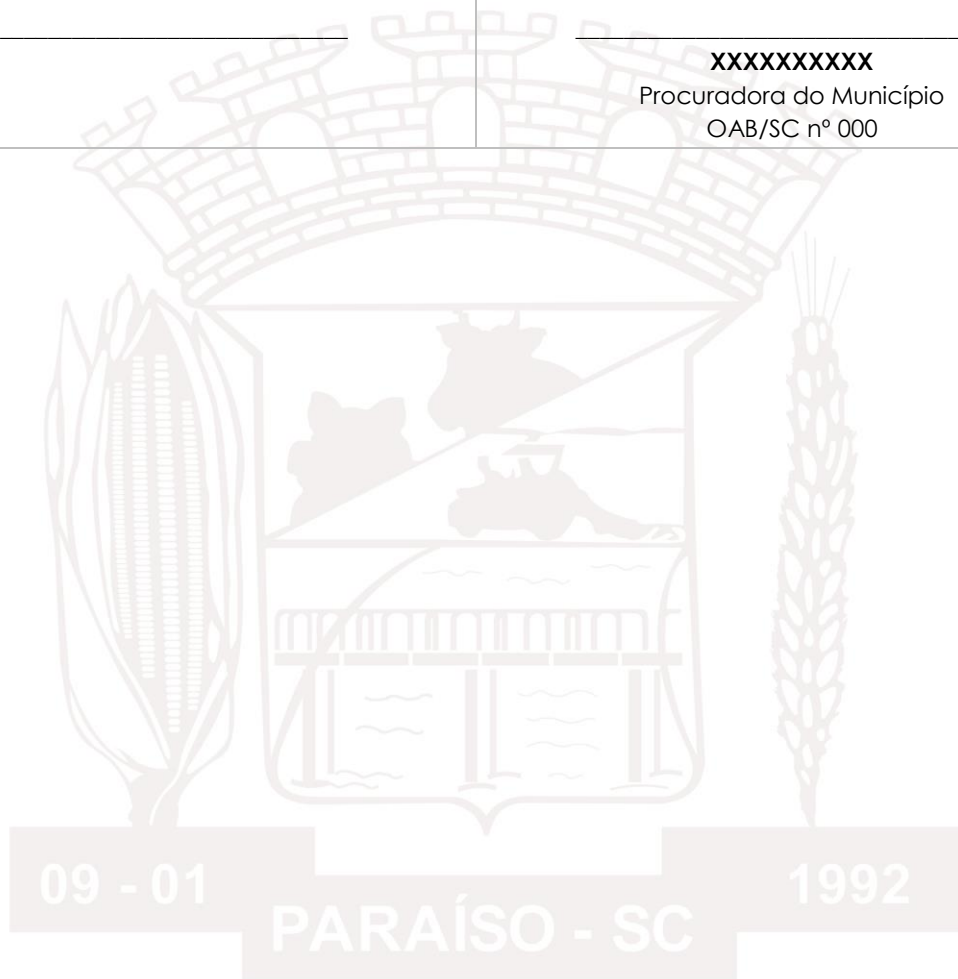 XXXXXXXXXX
Procuradora do Município
OAB/SC nº 000
09 - 01
1992
PARAÍSO - SC